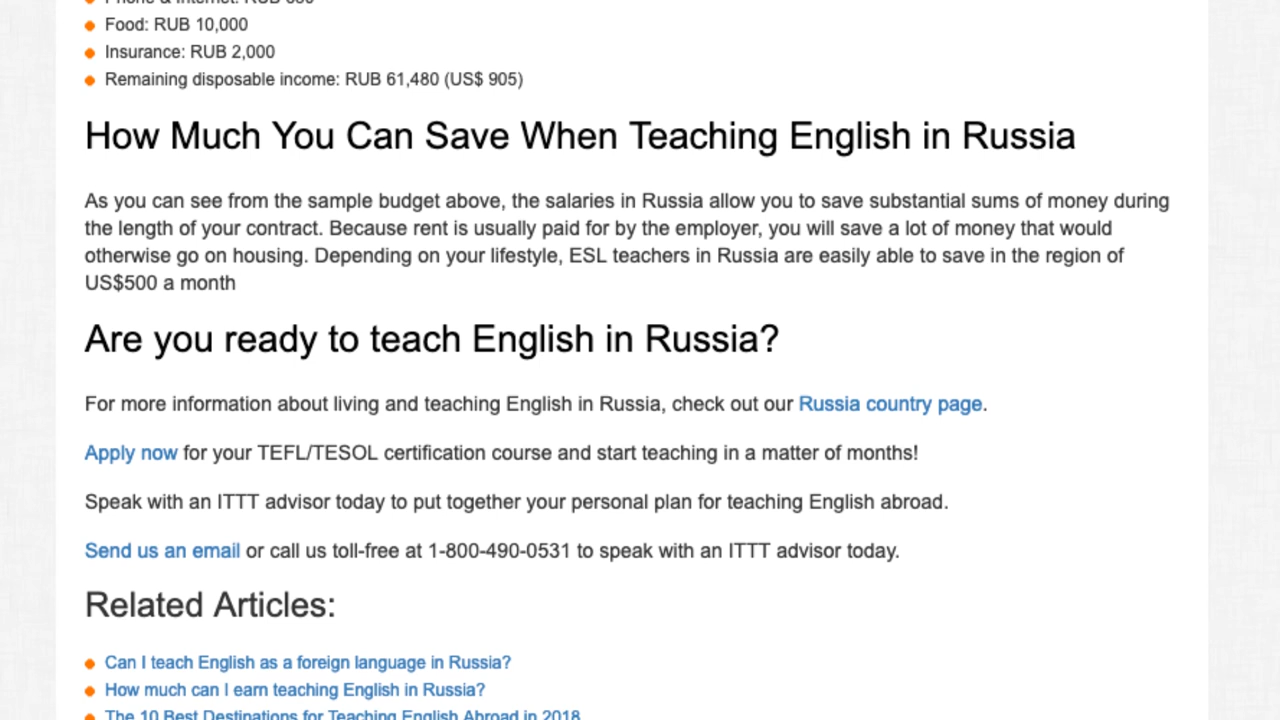 Phone & Internet: RUB
Food: RUB 10,000
Insurance: RUB 2,000
Remaining disposable income: RUB 61,480 (US$ 905)
How Much You Can Save When Teaching English in Russia
As you can see from the sample budget above, the salaries in Russia allow you to save substantial sums of money during
the length of your contract. Because rent is usually paid for by the employer, you will save a lot of money that would
otherwise go on housing. Depending on your lifestyle, ESL teachers in Russia are easily able to save in the region of
US$500 a month
Are you ready to teach English in Russia?
For more information about living and teaching English in Russia, check out our Russia country page.
Apply now for your TEFL/TESOL certification course and start teaching in a matter of months!
Speak with an ITTT advisor today to put together your personal plan for teaching English abroad.
Send us an email or call us toll-free at 1-800-490-0531 to speak with an ITTT advisor today.
Related Articles:
Can I teach English as a foreign language in Russia?
How much can I earn teaching English in Russia?
The 10 Best Destinations for Teaching English Abroad in 2018